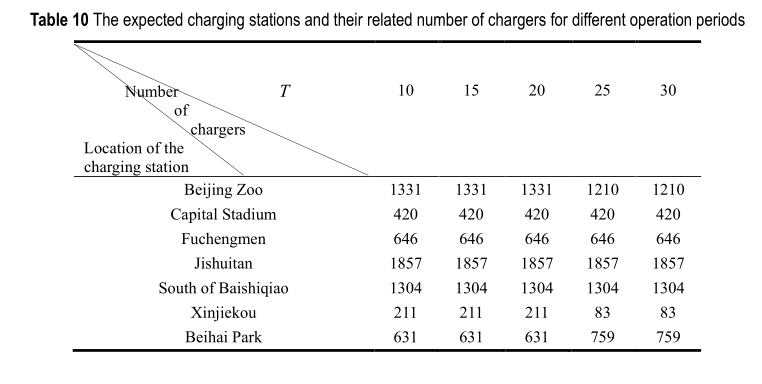 Table 10 The expected charging stations and their related number of chargers for different operation periods
Number of chargers T 10 15 20 25 30
Location of the charging station
Beijing Zoo 1331 1331 1331 1210 1210
Capital Stadium 420 420 420 420 420
Fuchengmen 646 646 646 646 646
Jishuitan 1857 1857 1857 1857 1857
South of Baishiqiao 1304 1304 1304 1304 1304
Xinjiekou 211 211 211 83 83
Beihai Park 631 631 631 759 759